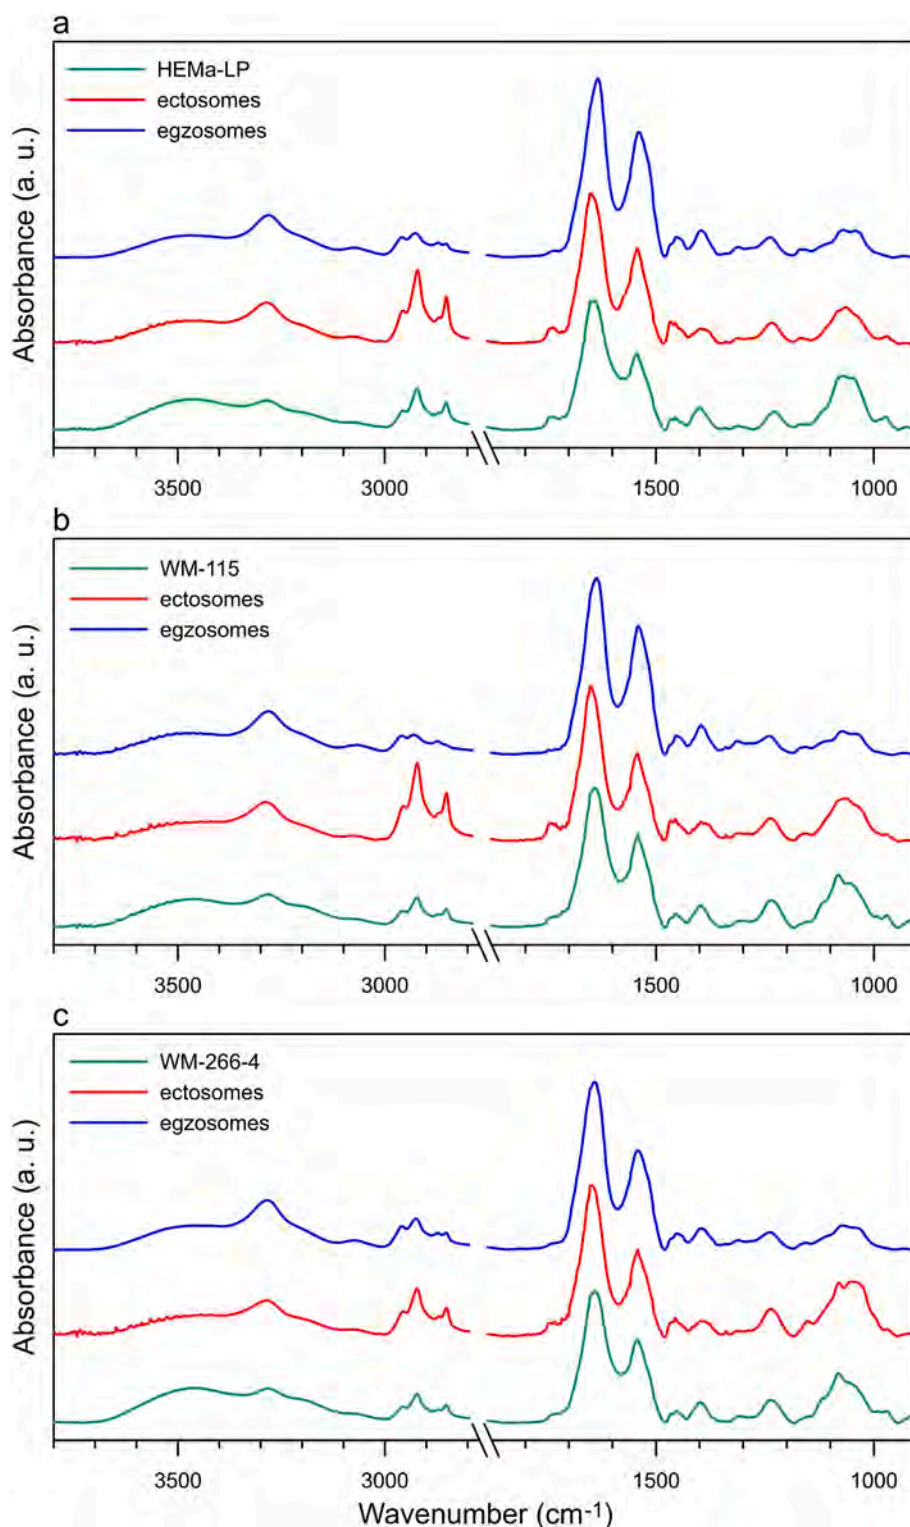 a
HEMa-LP
ectosomes
egzosomes
Absorbance (a. u.)
3500 3000 1500 1000
b
WM-115
ectosomes
egzosomes
Absorbance (a. u.)
3500 3000 1500 1000
c
WM-266-4
ectosomes
egzosomes
Absorbance (a. u.)
3500 3000 1500 1000
Wavenumber (cm⁻¹)